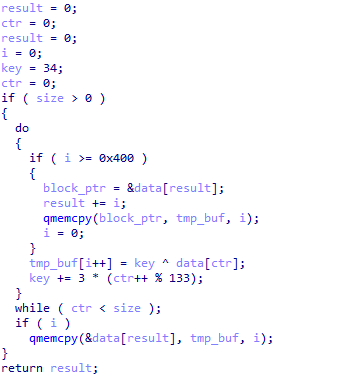 result = 0;
ctr = 0;
result = 0;
i = 0;
key = 34;
ctr = 0;
if ( size > 0 )
{
  do
  {
    if ( i >= 0x400 )
    {
      block_ptr = &data[result];
      result += i;
      qmemcpy(block_ptr, tmp_buf, i);
      i = 0;
    }
    tmp_buf[i++] = key ^ data[ctr];
    key += 3 * (ctr++ % 133);
  }
  while ( ctr < size );
  if ( i )
    qmemcpy(&data[result], tmp_buf, i);
}
return result;